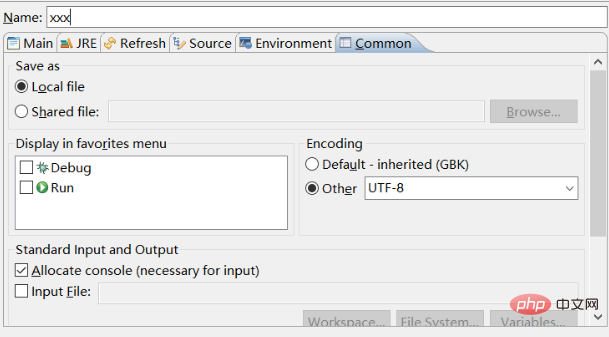 Name: xxx
Main JRE Refresh Source Environment Common
Save as
Local file
Shared file: Browse...
Display in favorites menu
Debug
Run
Encoding
Default - inherited (GBK)
Other UTF-8
Standard Input and Output
Allocate console (necessary for input)
Input File:
Workspace... File System... Variables...
php 中文网